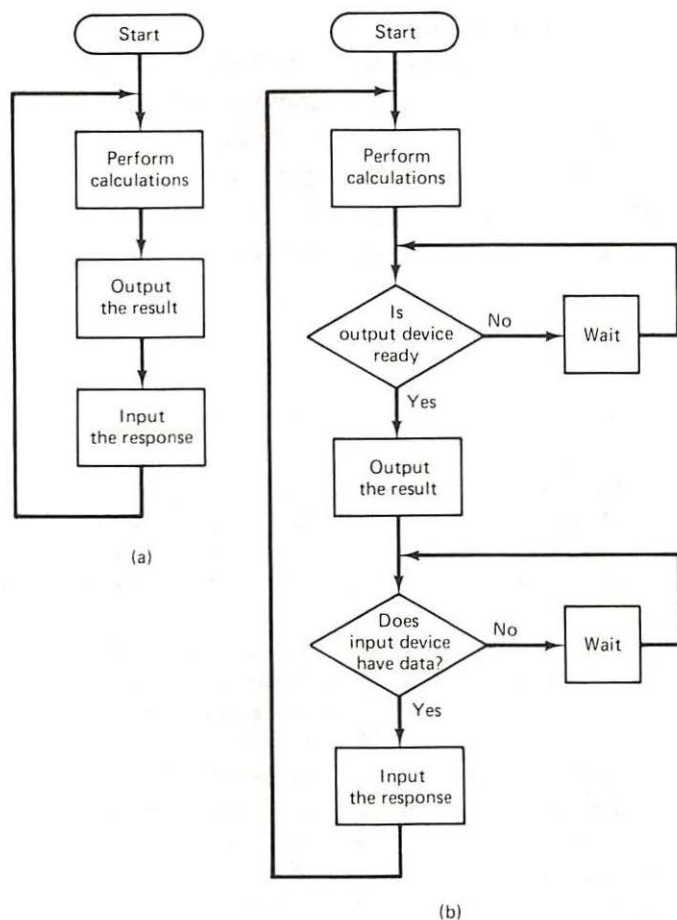 Start
Perform
calculations
Output
the result
Input
the response
(a)
Start
Perform
calculations
Is
output device
ready
No
Wait
Yes
Output
the result
Does
input device
have data?
No
Wait
Yes
Input
the response
(b)